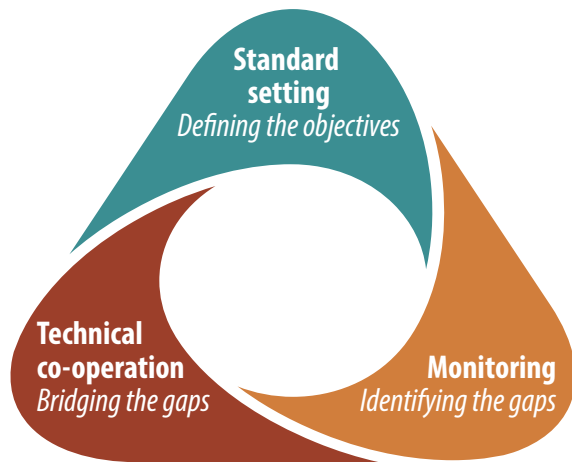 Standard
setting
Defining the objectives
Technical
co-operation
Bridging the gaps
Monitoring
Identifying the gaps